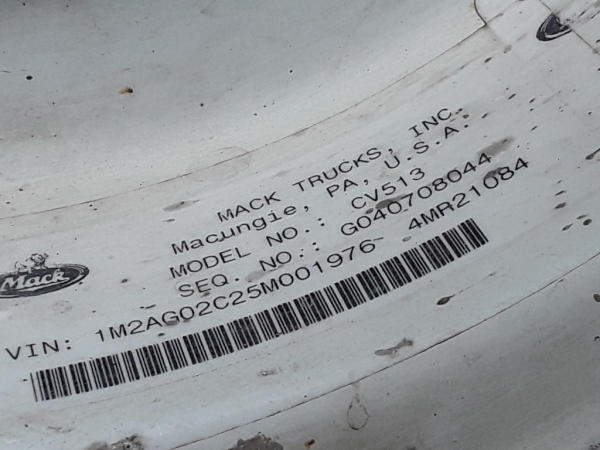 MACK TRUCKS, INC.
Macungie, PA, U.S.A.
MODEL NO.: CV513
SEQ. NO.: G040708044
VIN: 1M2AG02C25M001976 4MR21084
Mack